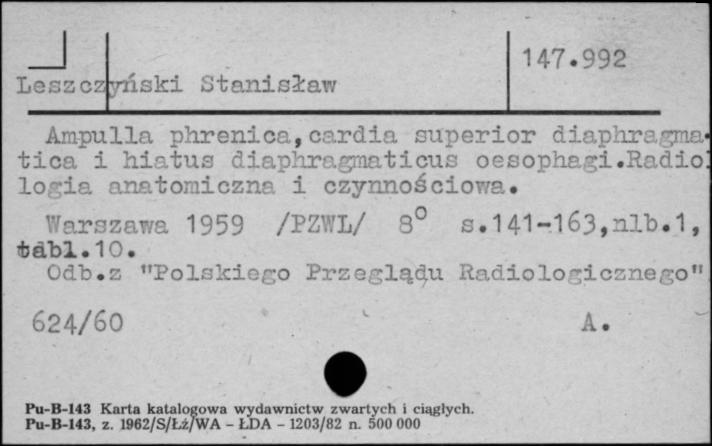 147.992
Leszczyński Stanisław
Ampulla phrenica,cardia superior diaphragma-
tica i hiatus diaphragmaticus oesophagi.Radio-
logia anatomiczna i czynnościowa.
Warszawa 1959 /PZWL/ 8° s.141-163,nlb.1,
tabl.10.
Odb.z "Polskiego Przeglądu Radiologicznego"
624/60 A.
Pu-B-143 Karta katalogowa wydawnictw zwartych i ciągłych.
Pu-B-143, z. 1962/S/Łź/WA – ŁDA – 1203/82 n. 500 000